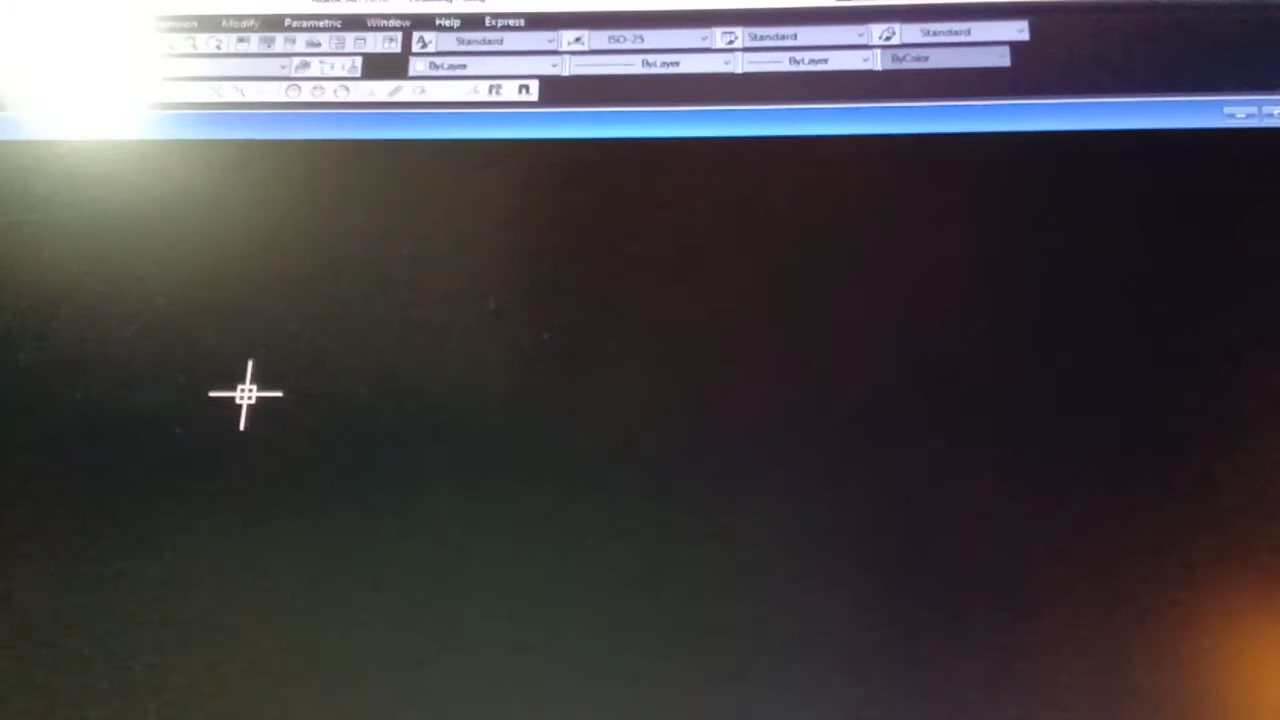 Modify Parametric Window Help Express
Standard ISO-25 Standard Standard
ByLayer ByLayer ByLayer ByColor